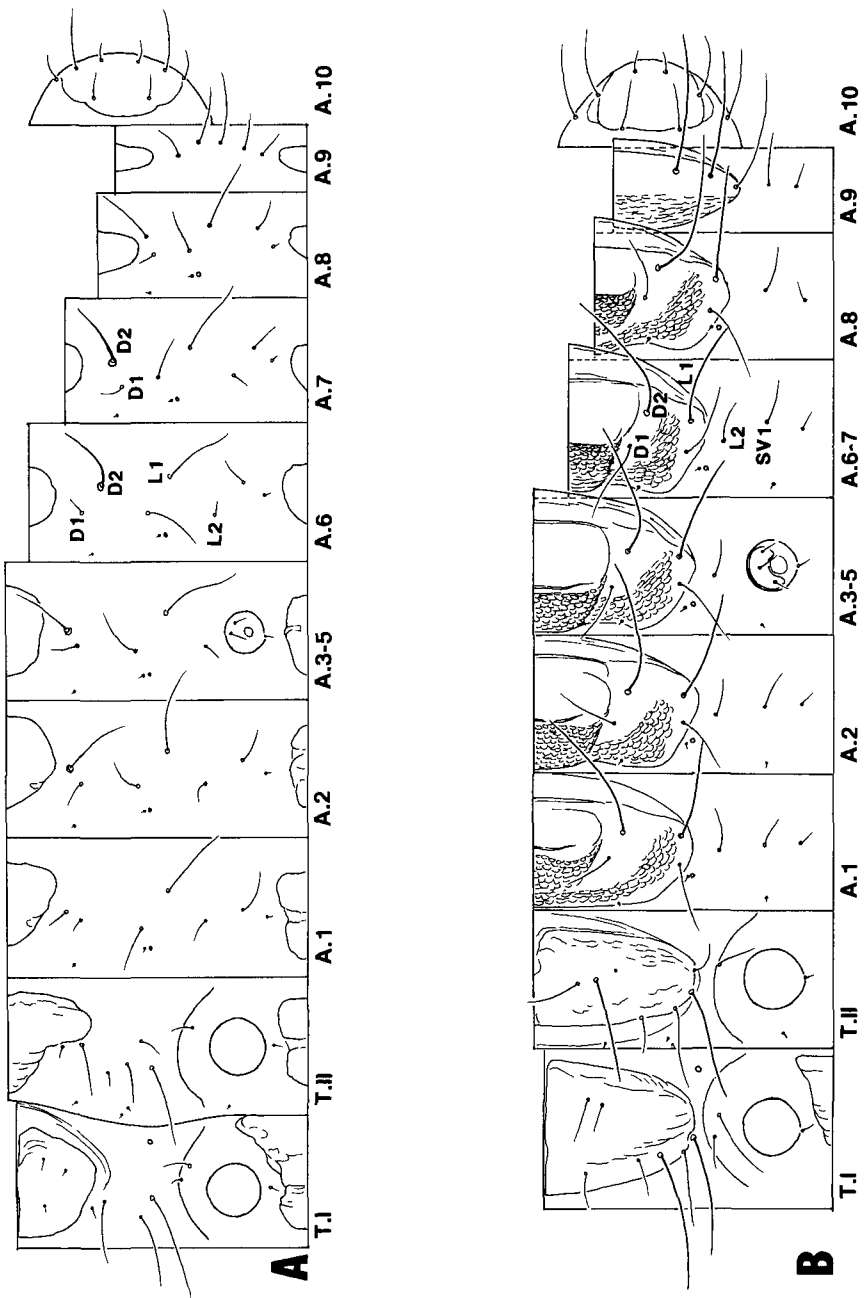 A
T.I T.II A.1 A.2 A.3-5 A.6 A.7 A.8 A.9 A.10
D1 D2 L1 L2
D1 D2
B
T.I T.II A.1 A.2 A.3-5 A.6-7 A.8 A.9 A.10
D1 D2 L1 L2 SV1